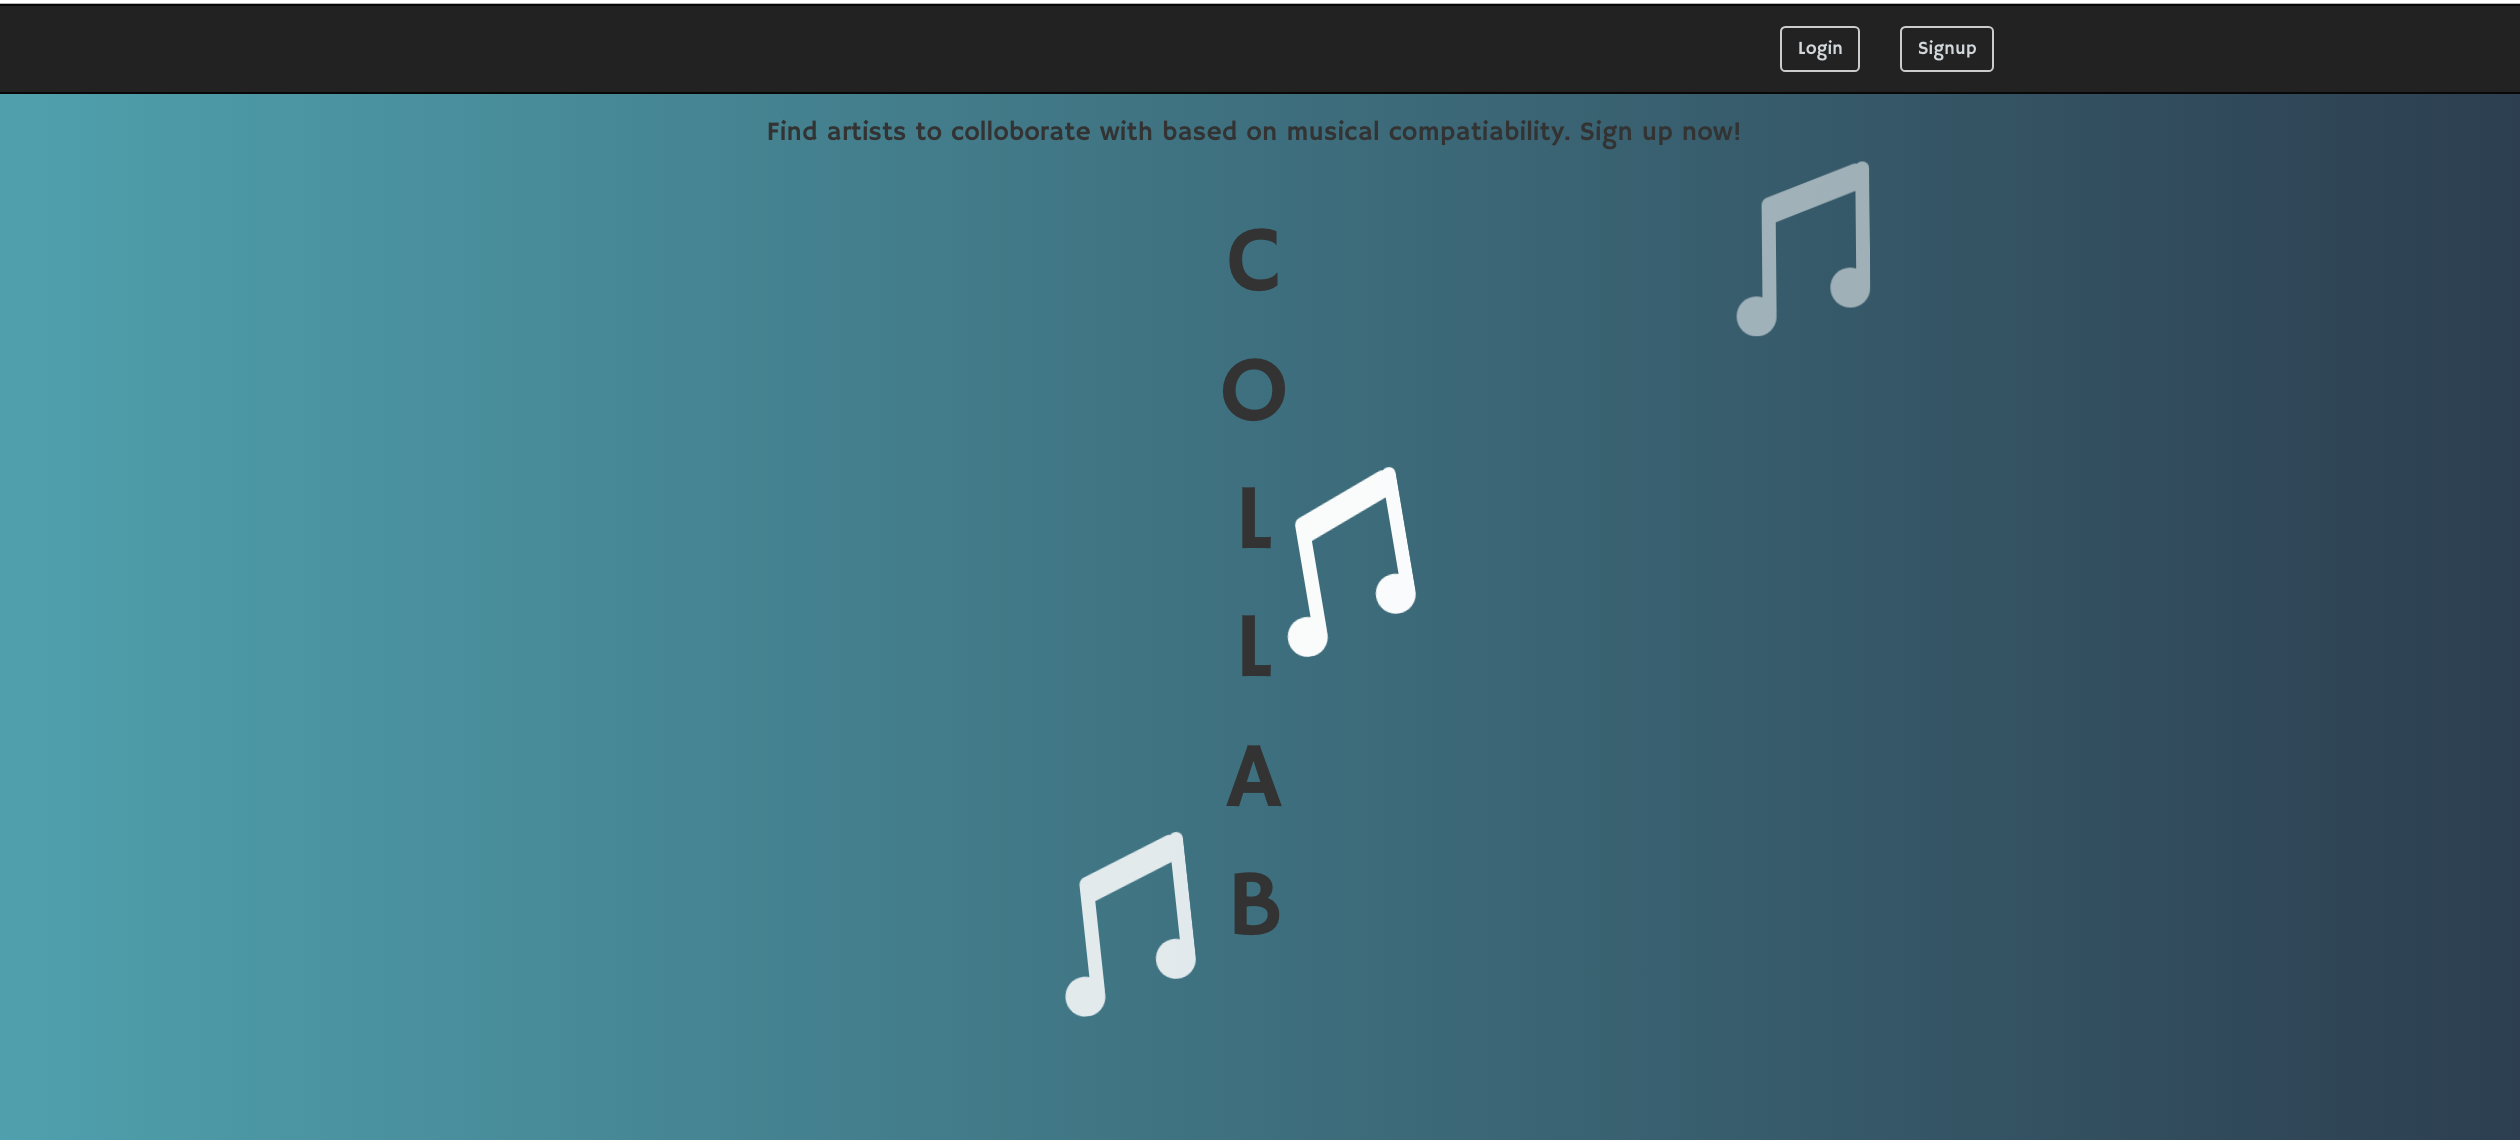 Login Signup
Find artists to colloborate with based on musical compatiability. Sign up now!
C
O
L
L
A
B